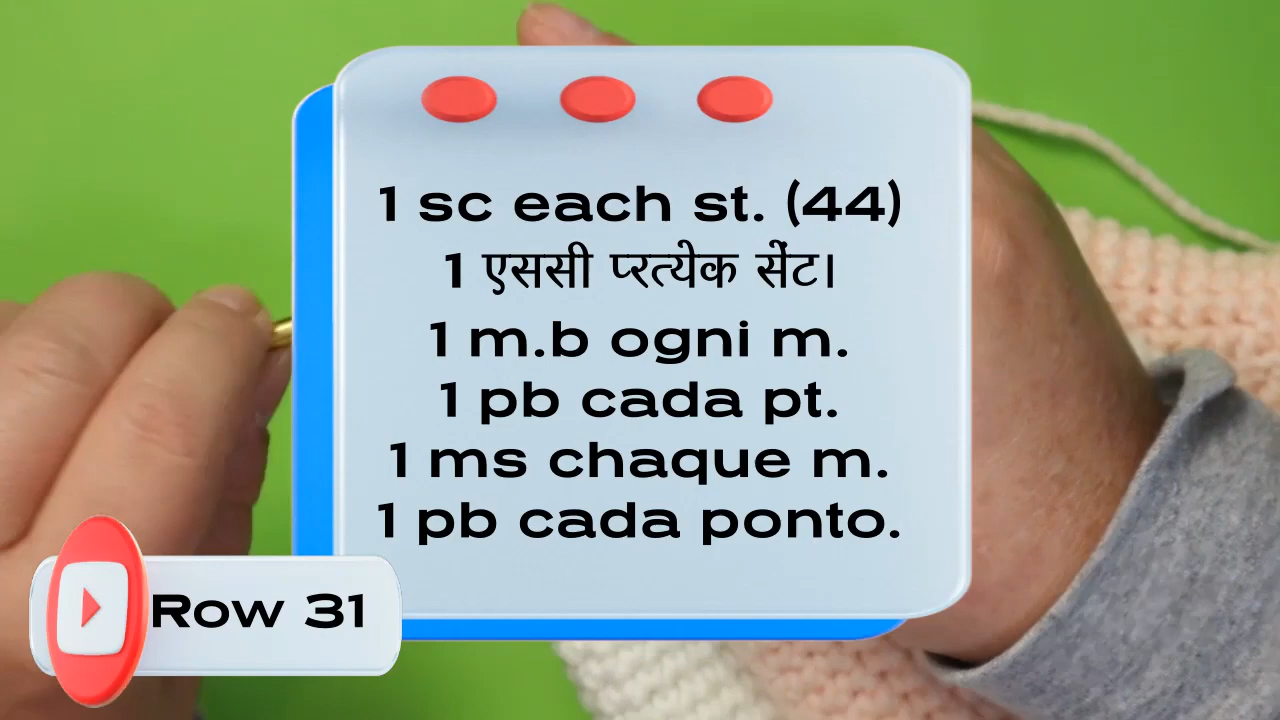 1 sc each st. (44)
1 एससी प्रत्येक सेंट।
1 m.b ogni m.
1 pb cada pt.
1 ms chaque m.
1 pb cada ponto.
Row 31